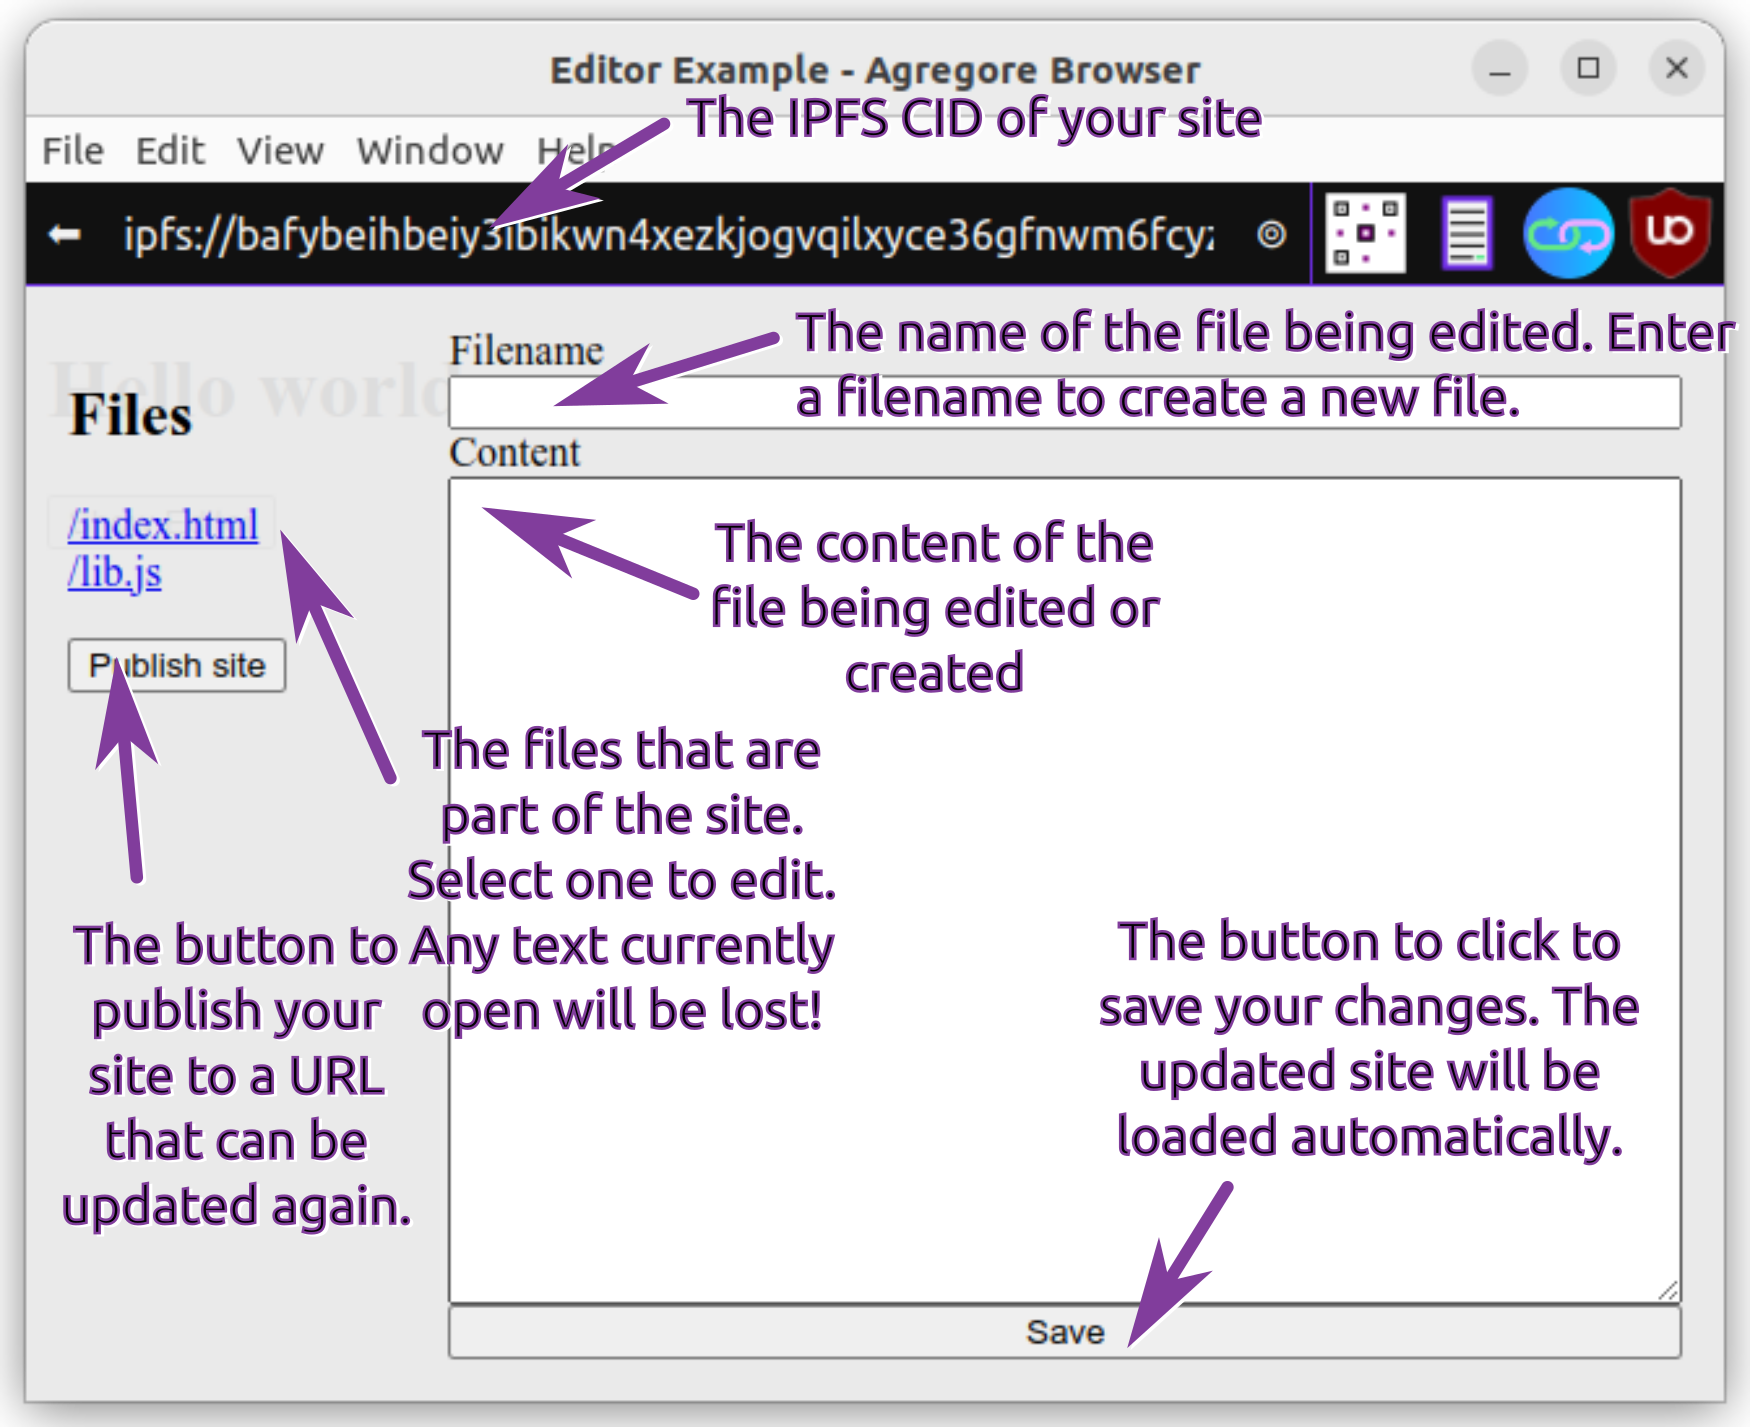 Editor Example - Agregore Browser
The IPFS CID of your site
File Edit View Window Help
ipfs://bafybeihbeiy3ibikwn4xezkjogvqilxyce36gfnwm6fcyz
The name of the file being edited. Enter
a filename to create a new file.
Filename
Hello world
Files
Content
/index.html
/lib.js
Publish site
The content of the
file being edited or
created
The files that are
part of the site.
Select one to edit.
Any text currently
open will be lost!
The button to
publish your
site to a URL
that can be
updated again.
The button to click to
save your changes. The
updated site will be
loaded automatically.
Save